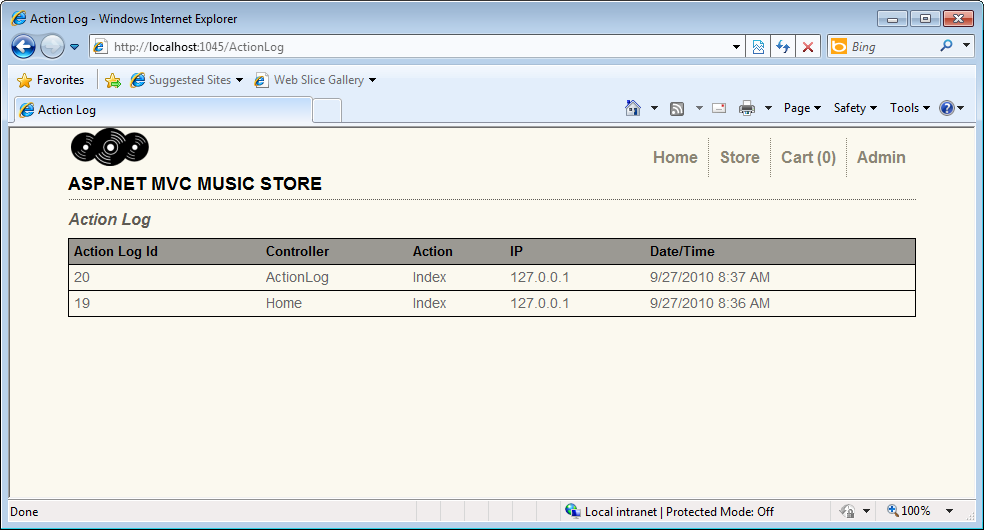 Action Log - Windows Internet Explorer
http://localhost:1045/ActionLog
Bing
Favorites Suggested Sites Web Slice Gallery
Action Log
Page Safety Tools
Home Store Cart (0) Admin
ASP.NET MVC MUSIC STORE
Action Log
Action Log Id Controller Action IP Date/Time
20 ActionLog Index 127.0.0.1 9/27/2010 8:37 AM
19 Home Index 127.0.0.1 9/27/2010 8:36 AM
Done Local intranet | Protected Mode: Off 100%